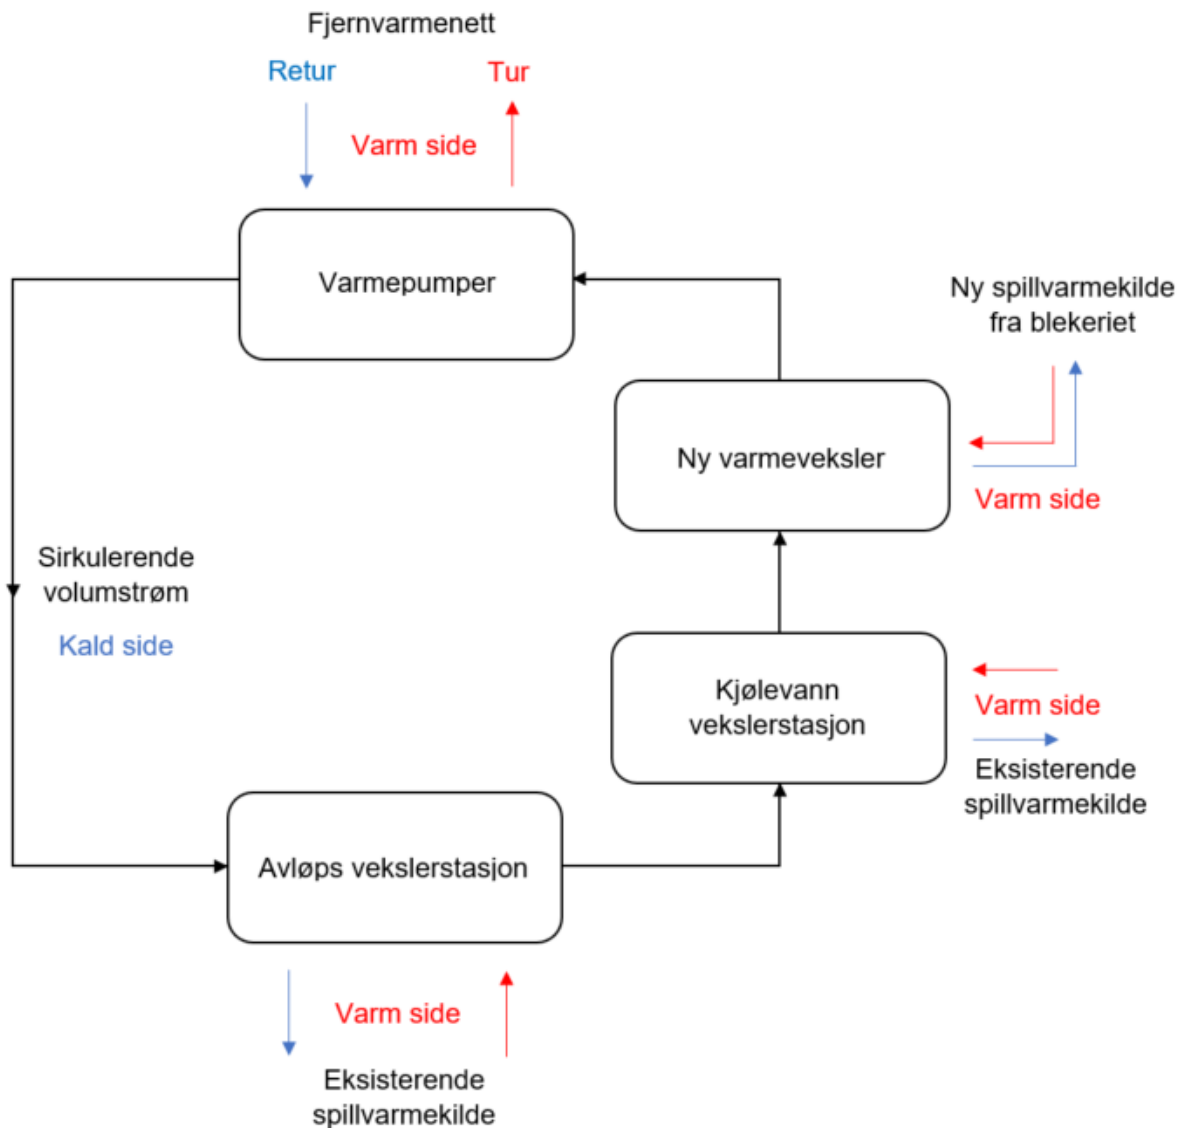 Fjernvarmenett
Retur
Tur
Varm side
Varmepumper
Ny spillvarmekilde
fra blekeriet
Ny varmeveksler
Varm side
Sirkulerende
volumstrøm
Kald side
Kjølevann
vekslerstasjon
Varm side
Eksisterende
spillvarmekilde
Avløps vekslerstasjon
Varm side
Eksisterende
spillvarmekilde